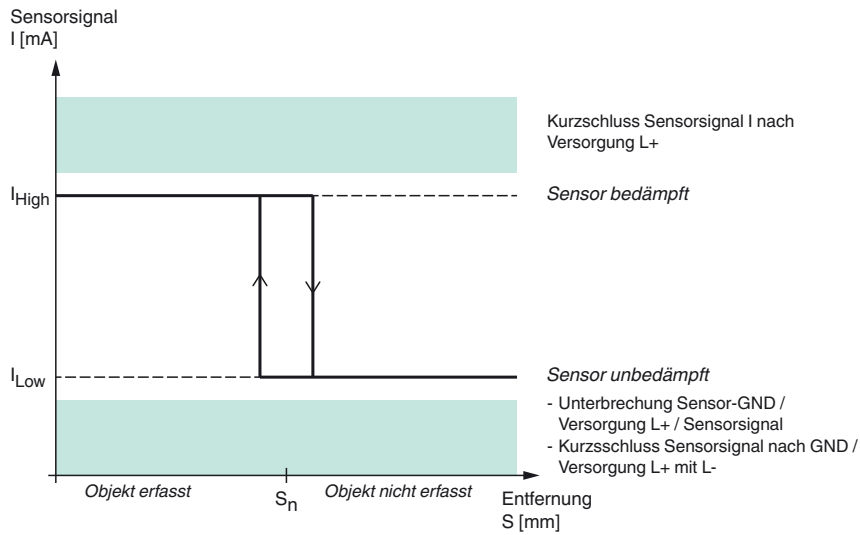 Sensorsignal
I [mA]
Kurzschluss Sensorsignal I nach
Versorgung L+
IHigh
Sensor bedämpft
ILow
Sensor unbedämpft
- Unterbrechung Sensor-GND /
Versorgung L+ / Sensorsignal
- Kurzsschluss Sensorsignal nach GND /
Versorgung L+ mit L-
Objekt erfasst
Sn
Objekt nicht erfasst
Entfernung
S [mm]